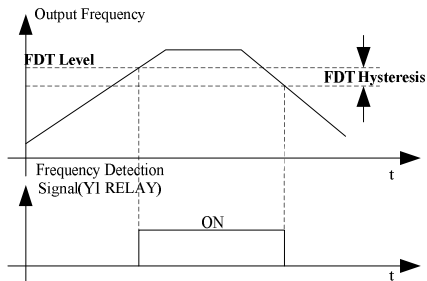 Output Frequency
FDT Level
FDT Hysteresis
t
Frequency Detection
Signal(Y1 RELAY)
ON
t